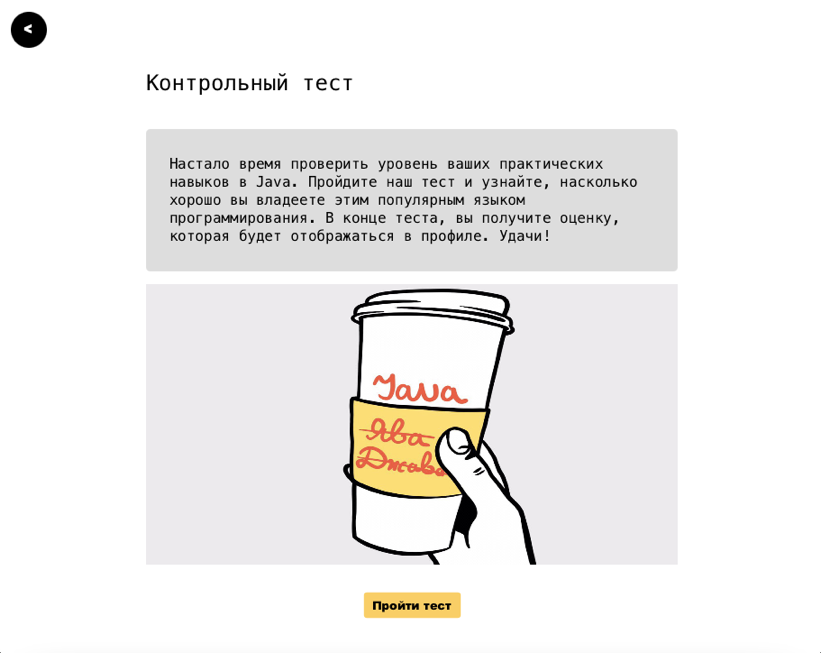 <
Контрольный тест
Настало время проверить уровень ваших практических
навыков в Java. Пройдите наш тест и узнайте, насколько
хорошо вы владеете этим популярным языком
программирования. В конце теста, вы получите оценку,
которая будет отображаться в профиле. Удачи!
Java
Ява
Джава
Пройти тест